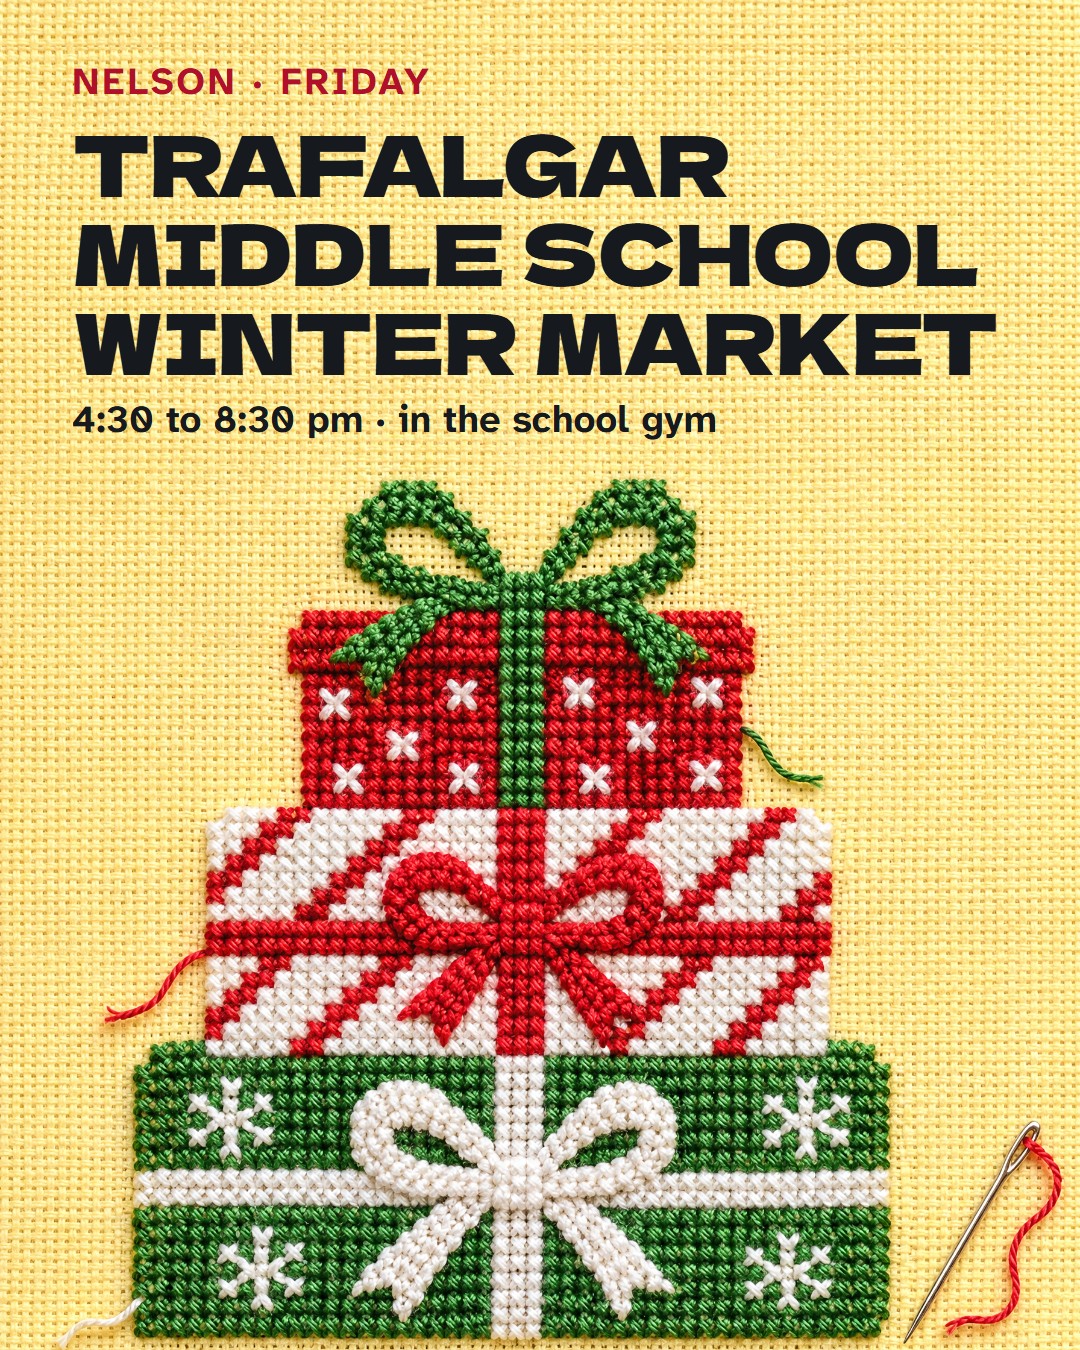 NELSON · FRIDAY
TRAFALGAR
MIDDLE SCHOOL
WINTER MARKET
4:30 to 8:30 pm · in the school gym